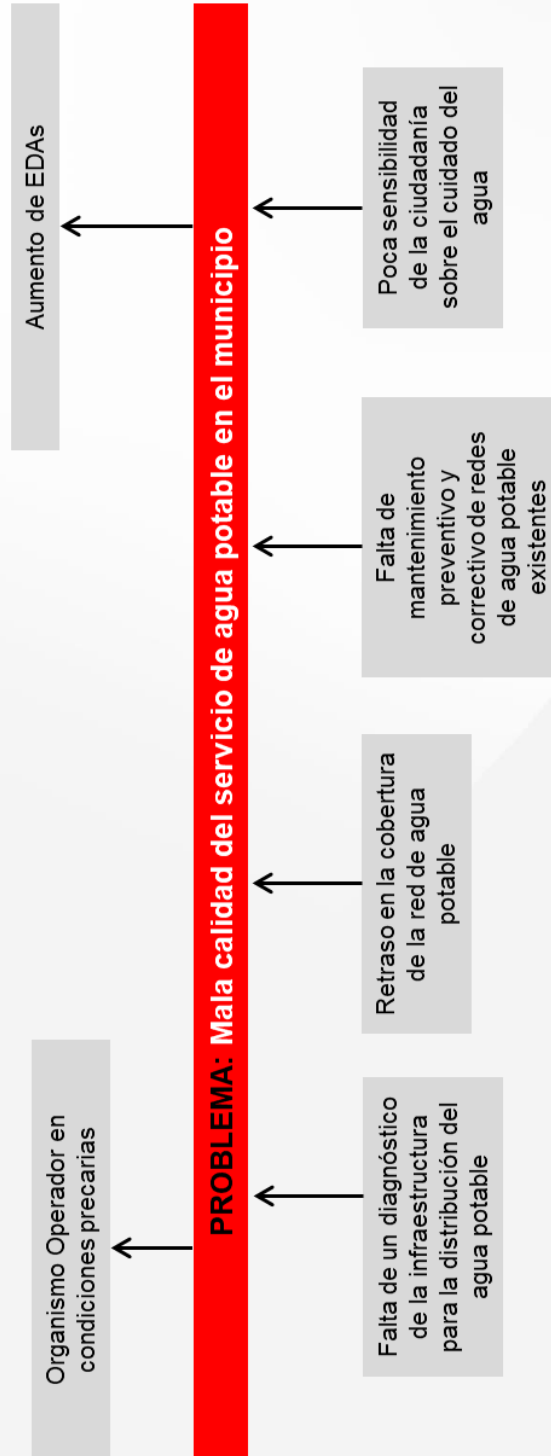 Organismo Operador en
condiciones precarias
Aumento de EDAs
PROBLEMA: Mala calidad del servicio de agua potable en el municipio
Falta de un diagnóstico
de la infraestructura
para la distribución del
agua potable
Retraso en la cobertura
de la red de agua
potable
Falta de
mantenimiento
preventivo y
correctivo de redes
de agua potable
existentes
Poca sensibilidad
de la ciudadanía
sobre el cuidado del
agua